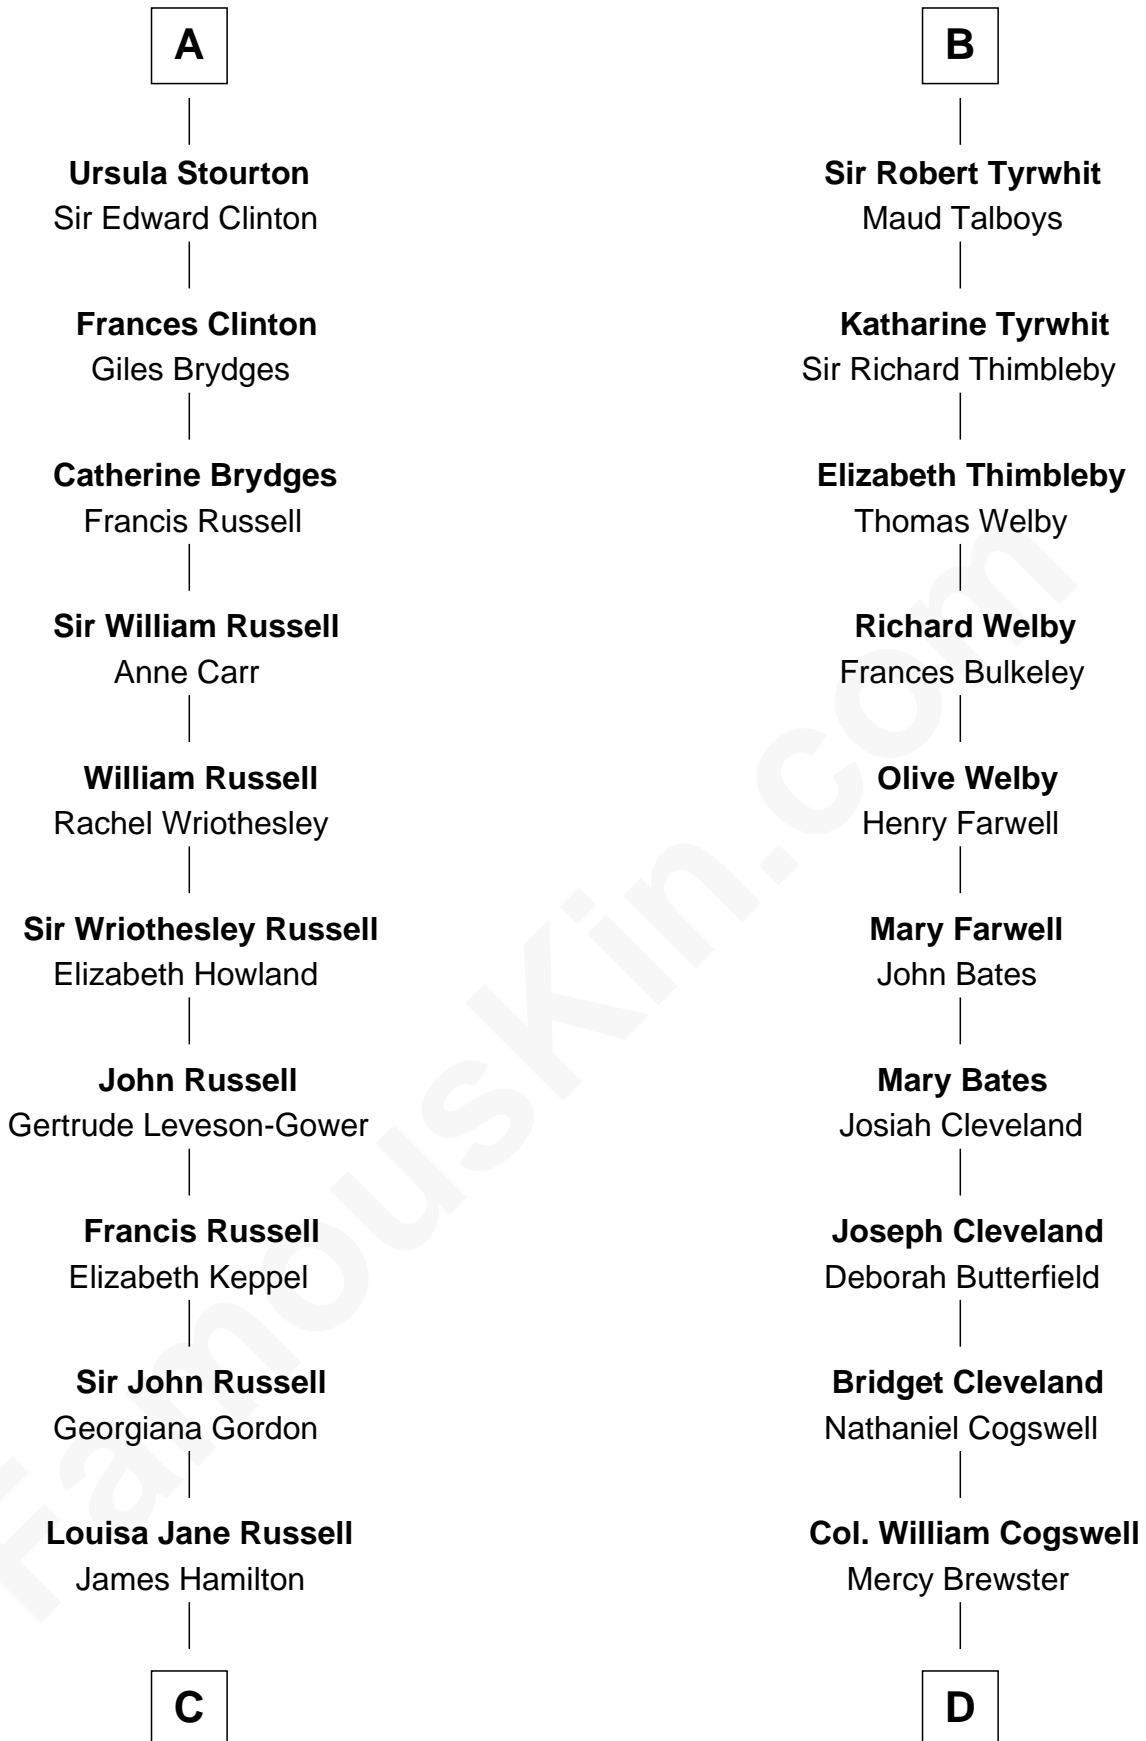 A
Ursula Stourton
Sir Edward Clinton
Frances Clinton
Giles Brydges
Catherine Brydges
Francis Russell
Sir William Russell
Anne Carr
William Russell
Rachel Wriothesley
Sir Wriothesley Russell
Elizabeth Howland
John Russell
Gertrude Leveson-Gower
Francis Russell
Elizabeth Keppel
Sir John Russell
Georgiana Gordon
Louisa Jane Russell
James Hamilton
C
B
Sir Robert Tyrwhit
Maud Talboys
Katharine Tyrwhit
Sir Richard Thimbleby
Elizabeth Thimbleby
Thomas Welby
Richard Welby
Frances Bulkeley
Olive Welby
Henry Farwell
Mary Farwell
John Bates
Mary Bates
Josiah Cleveland
Joseph Cleveland
Deborah Butterfield
Bridget Cleveland
Nathaniel Cogswell
Col. William Cogswell
Mercy Brewster
D
FamousKin.com